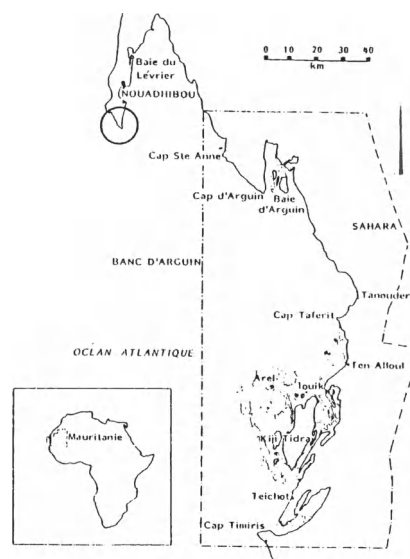 Baie du
Lévrier
NOUADHIBOU
0 10 20 30 40
km
Cap Ste Anne
Cap d'Arguin
Baie
d'Arguin
SAHARA
BANC D'ARGUIN
Tanouder
Cap Taferit
OCÉAN ATLANTIQUE
Ten Alloul
Arel
Iouik
Kiji
Tidra
Mauritanie
Teichot
Cap Timiris